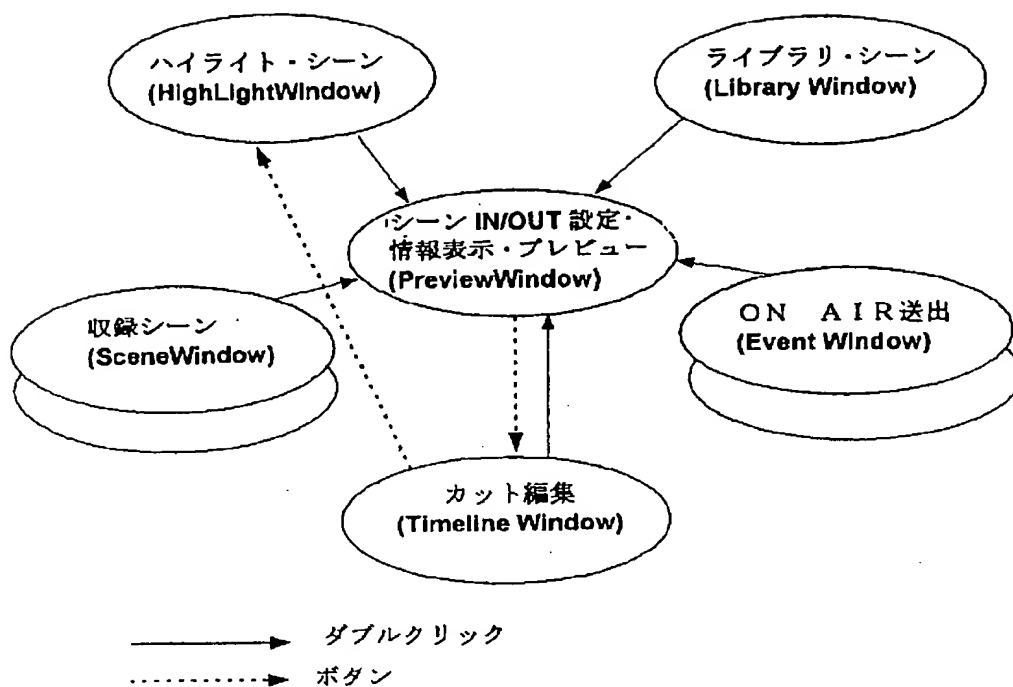 ハイライト・シーン
(HighLightWindow)
ライブラリ・シーン
(Library Window)
シーン IN/OUT 設定・
情報表示・プレビュー
(PreviewWindow)
収録シーン
(SceneWindow)
ON AIR送出
(Event Window)
カット編集
(Timeline Window)
ダブルクリック
ボタン